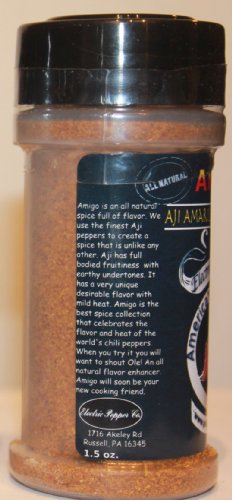 ALL NATURAL
AJI AMAR
Amigo is an all natural
spice full of flavor. We
use the finest Aji
peppers to create a
spice that is unlike any
other. Aji has full
bodied fruitiness with
earthy undertones. It
has a very unique
desirable flavor with
mild heat. Amigo is the
best spice collection
that celebrates the
flavor and heat of the
world's chili peppers.
When you try it you will
want to shout Ole! An all
natural flavor enhancer.
Amigo will soon be your
new cooking friend.
Electric Pepper Co.
1716 Akeley Rd
Russell, PA 16345
1.5 oz.